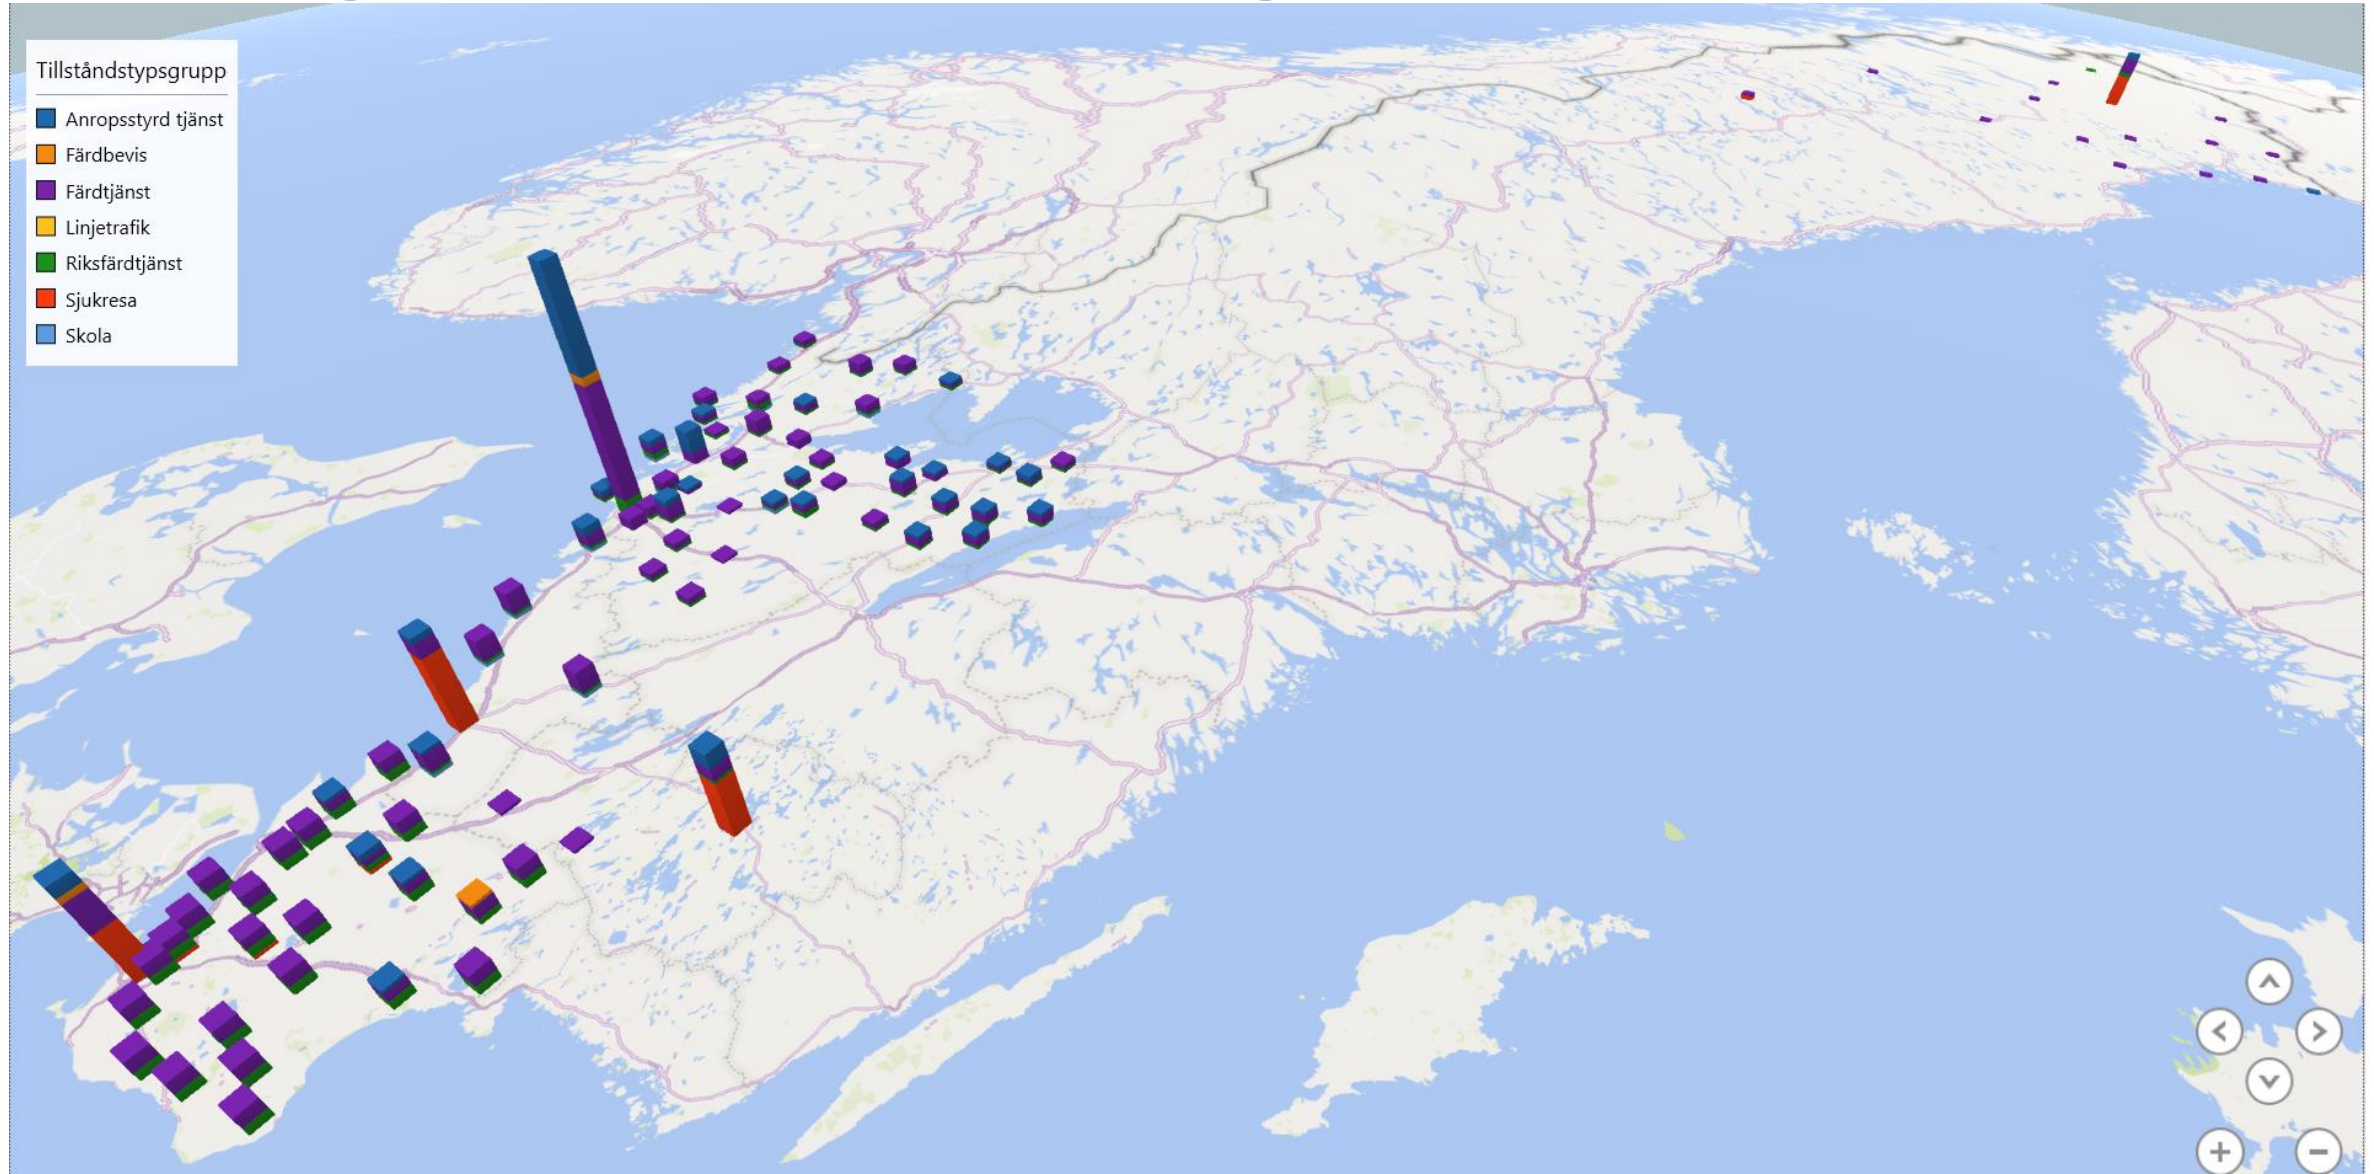 Tillståndstypsgrupp
Anropsstyrd tjänst
Färdbevis
Färdtjänst
Linjetrafik
Riksfärdtjänst
Sjukresa
Skola